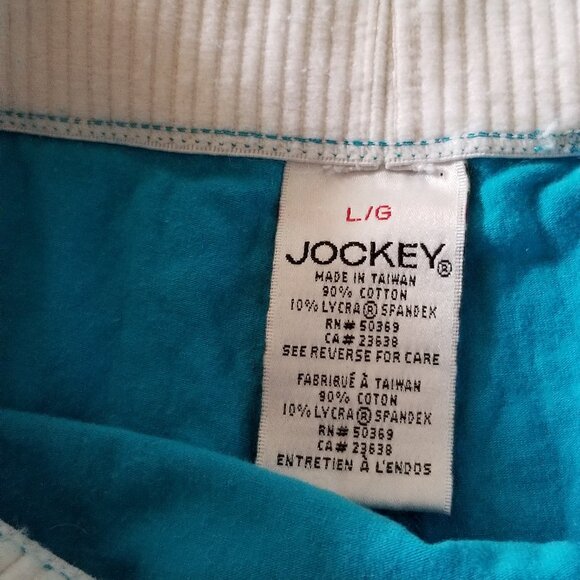 L/G
JOCKEY®
MADE IN TAIWAN
90% COTTON
10% LYCRA® SPANDEX
RN# 50369
CA# 23638
SEE REVERSE FOR CARE
FABRIQUÉ À TAIWAN
90% COTON
10% LYCRA® SPANDEX
RN# 50369
CA# 23638
ENTRETIEN À L'ENDOS